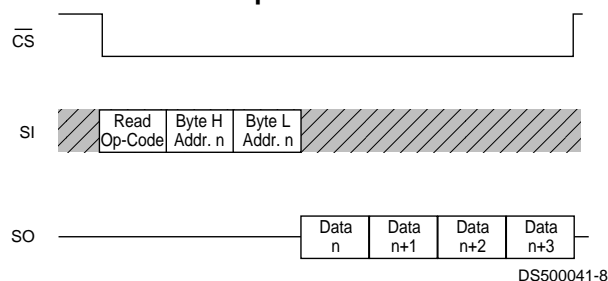 CS
SI
Read Byte H Byte L
Op-Code Addr. n Addr. n
SO
Data Data Data Data
n n+1 n+2 n+3
DS500041-8